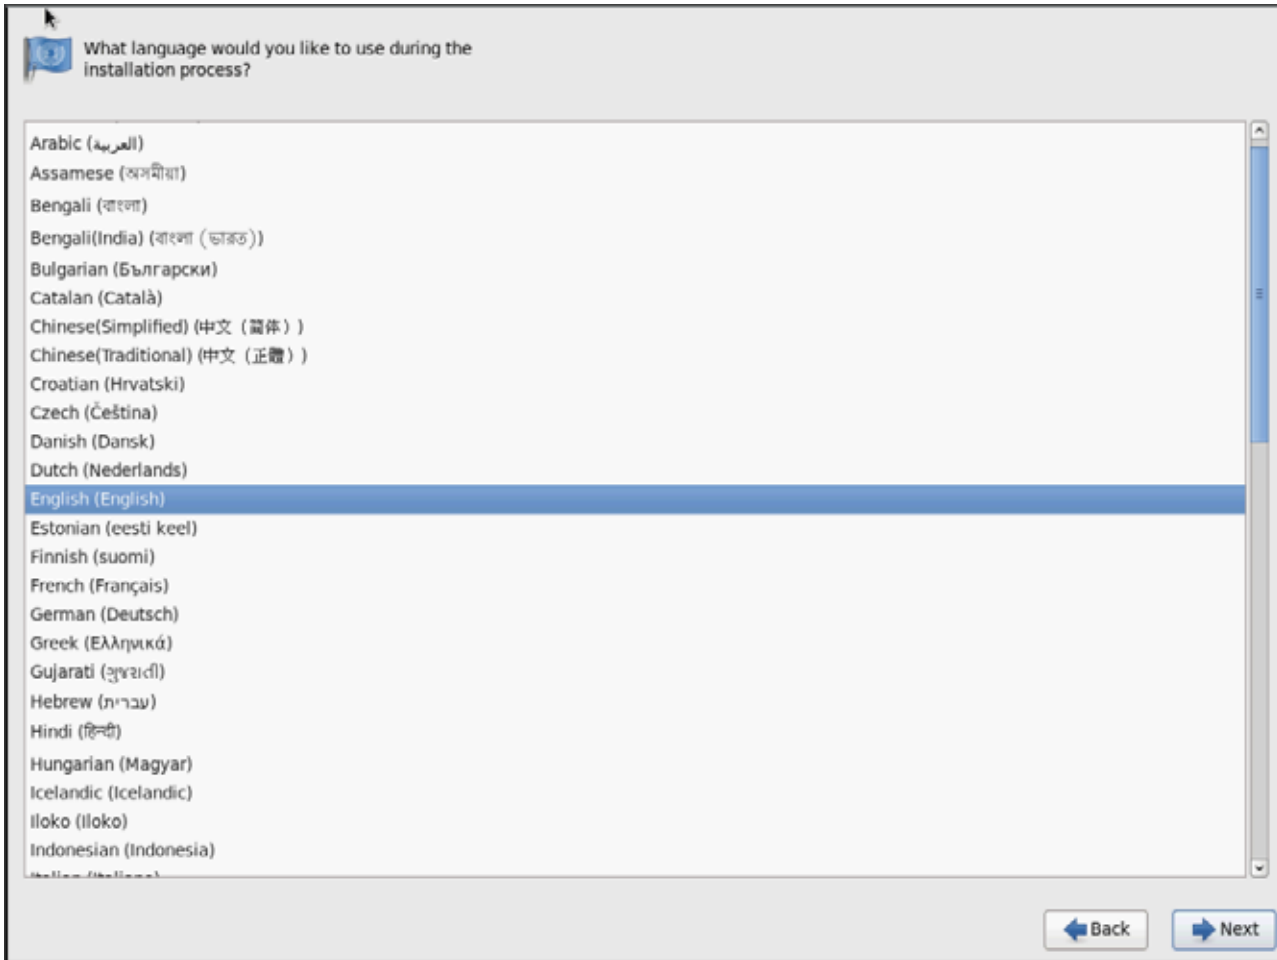 What language would you like to use during the
installation process?
Arabic (العربية)
Assamese (অসমীয়া)
Bengali (বাংলা)
Bengali(India) (বাংলা (ভারত))
Bulgarian (Български)
Catalan (Català)
Chinese(Simplified) (中文（简体）)
Chinese(Traditional) (中文（正體）)
Croatian (Hrvatski)
Czech (Čeština)
Danish (Dansk)
Dutch (Nederlands)
English (English)
Estonian (eesti keel)
Finnish (suomi)
French (Français)
German (Deutsch)
Greek (Ελληνικά)
Gujarati (ગુજરાતી)
Hebrew (עברית)
Hindi (हिन्दी)
Hungarian (Magyar)
Icelandic (Icelandic)
Iloko (Iloko)
Indonesian (Indonesia)
Italian (Italiano)
Back
Next